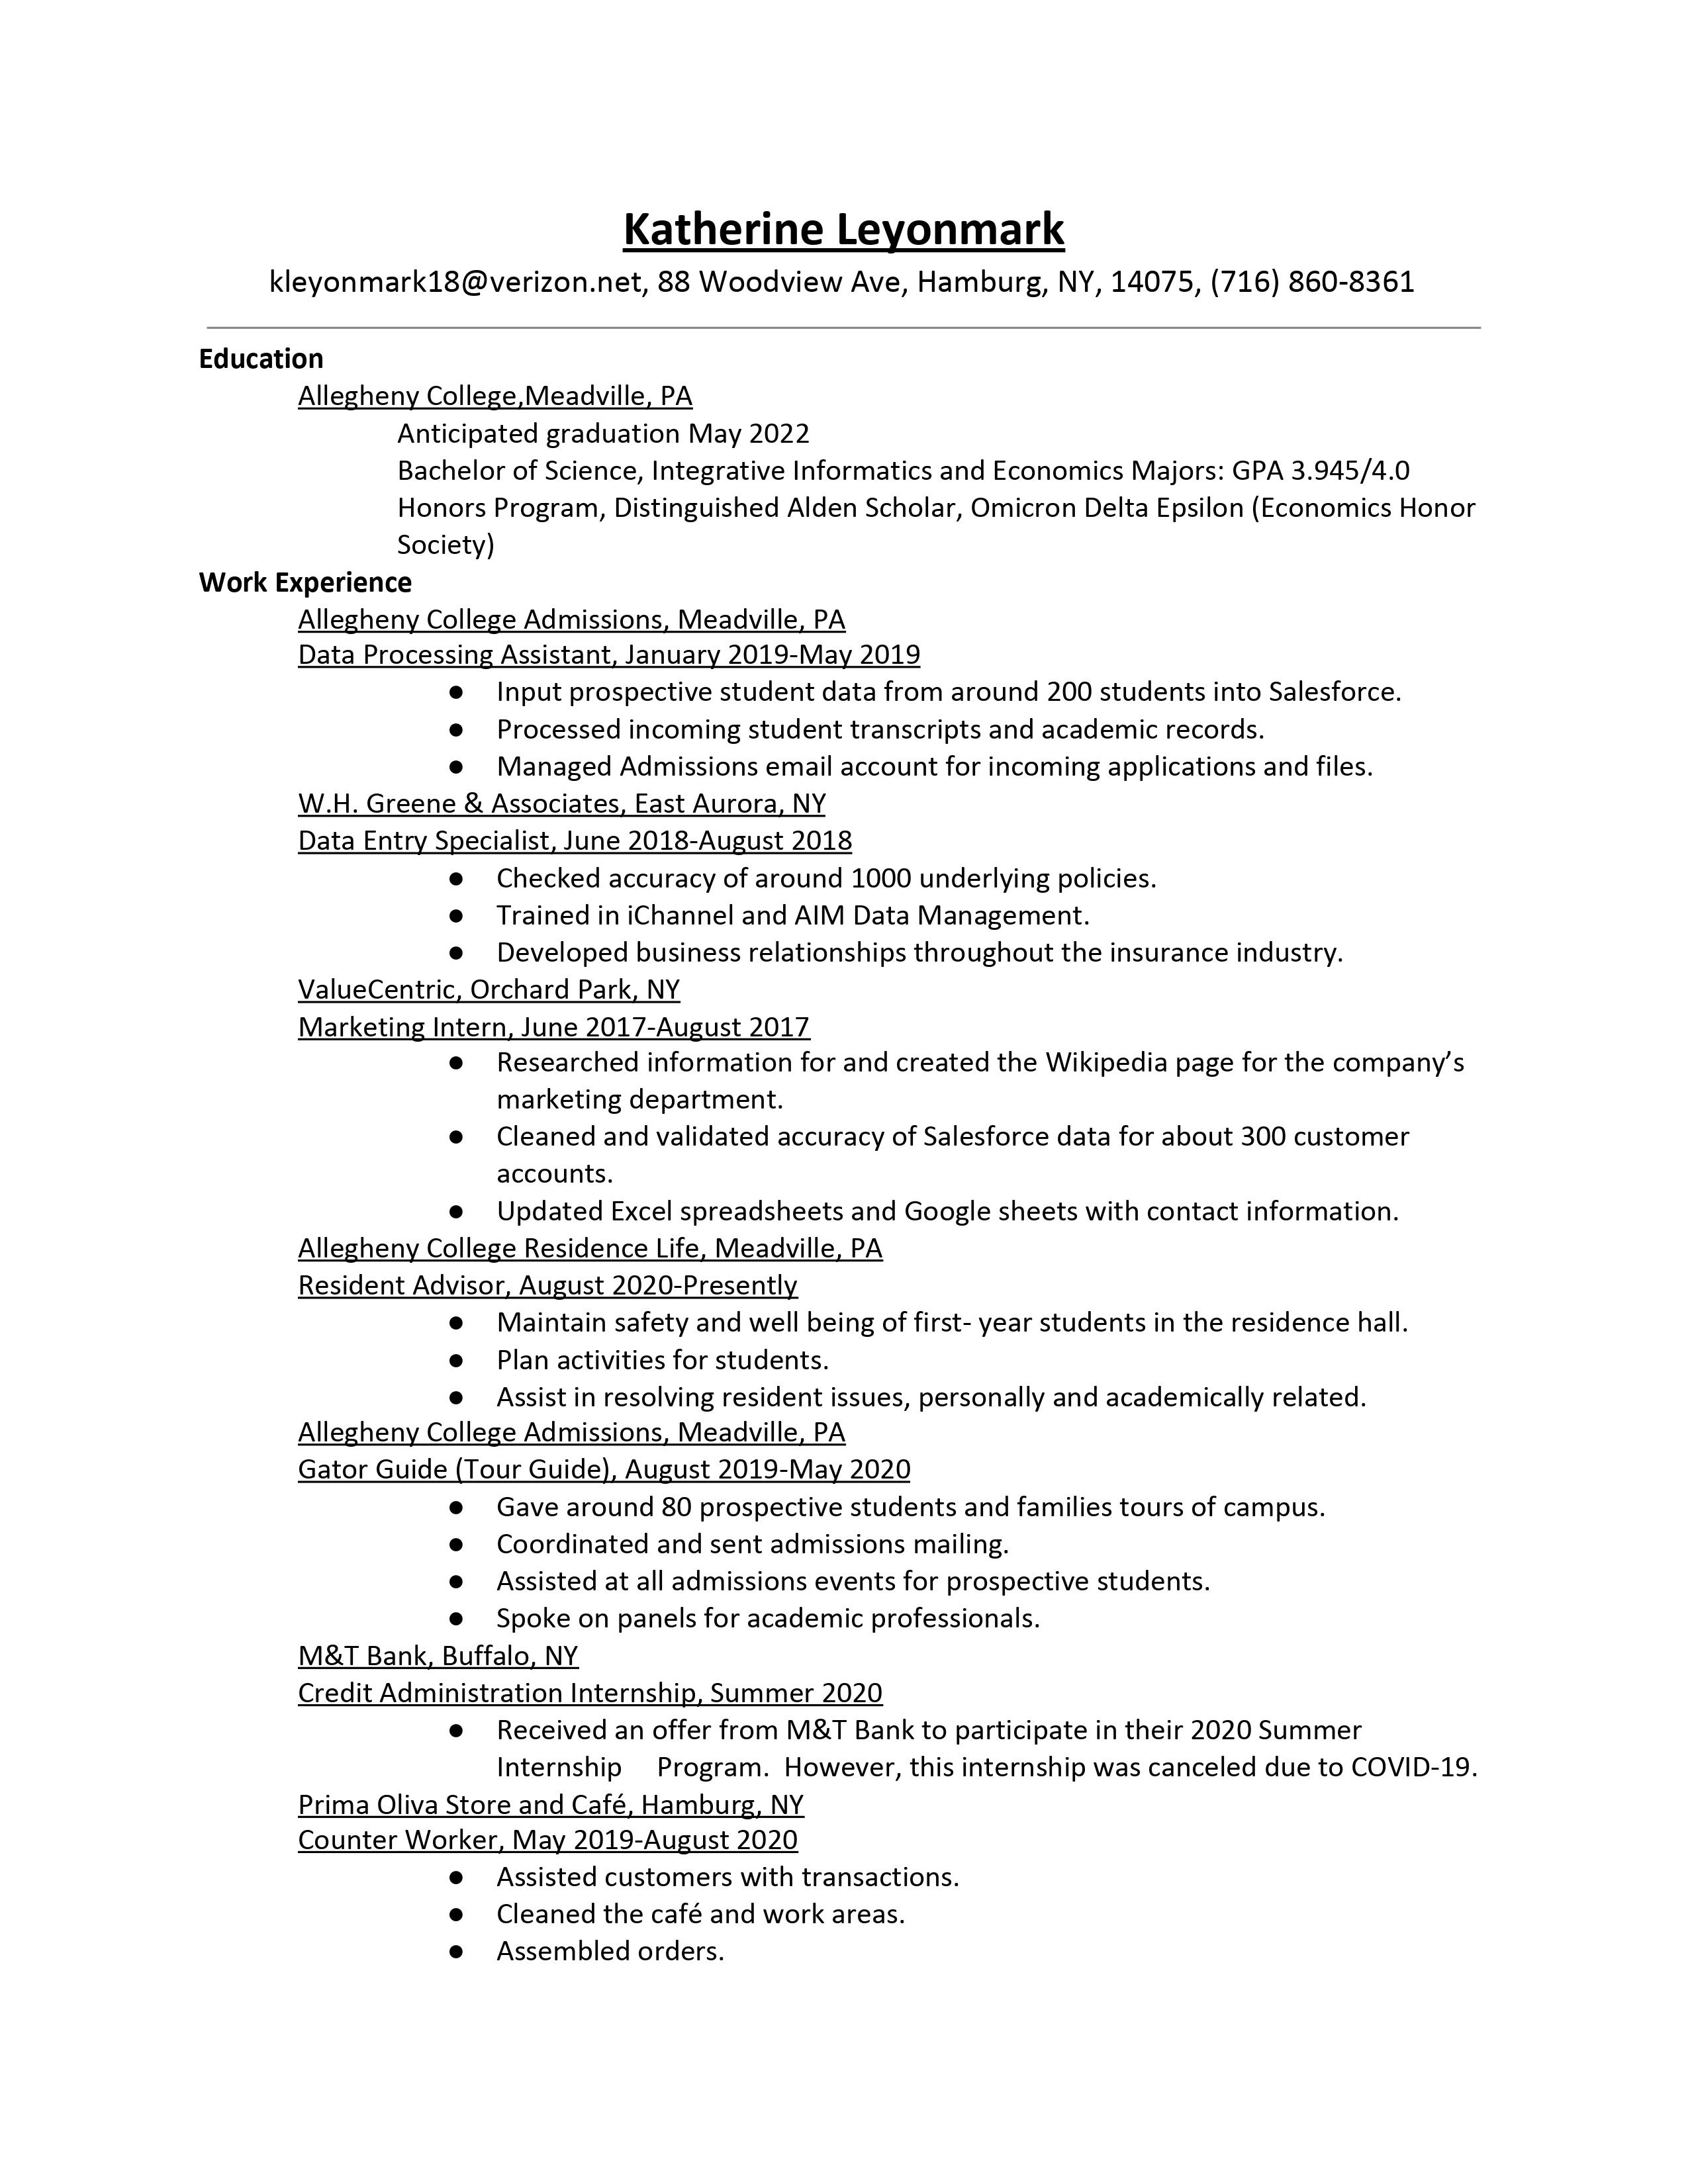 Katherine Leyonmark
kleyonmark18@verizon.net, 88 Woodview Ave, Hamburg, NY, 14075, (716) 860-8361
Education
Allegheny College,Meadville, PA
Anticipated graduation May 2022
Bachelor of Science, Integrative Informatics and Economics Majors: GPA 3.945/4.0
Honors Program, Distinguished Alden Scholar, Omicron Delta Epsilon (Economics Honor
Society)
Work Experience
Allegheny College Admissions, Meadville, PA
Data Processing Assistant, January 2019-May 2019
● Input prospective student data from around 200 students into Salesforce.
● Processed incoming student transcripts and academic records.
● Managed Admissions email account for incoming applications and files.
W.H. Greene & Associates, East Aurora, NY
Data Entry Specialist, June 2018-August 2018
● Checked accuracy of around 1000 underlying policies.
● Trained in iChannel and AIM Data Management.
● Developed business relationships throughout the insurance industry.
ValueCentric, Orchard Park, NY
Marketing Intern, June 2017-August 2017
● Researched information for and created the Wikipedia page for the company’s
marketing department.
● Cleaned and validated accuracy of Salesforce data for about 300 customer
accounts.
● Updated Excel spreadsheets and Google sheets with contact information.
Allegheny College Residence Life, Meadville, PA
Resident Advisor, August 2020-Presently
● Maintain safety and well being of first- year students in the residence hall.
● Plan activities for students.
● Assist in resolving resident issues, personally and academically related.
Allegheny College Admissions, Meadville, PA
Gator Guide (Tour Guide), August 2019-May 2020
● Gave around 80 prospective students and families tours of campus.
● Coordinated and sent admissions mailing.
● Assisted at all admissions events for prospective students.
● Spoke on panels for academic professionals.
M&T Bank, Buffalo, NY
Credit Administration Internship, Summer 2020
● Received an offer from M&T Bank to participate in their 2020 Summer
Internship    Program.  However, this internship was canceled due to COVID-19.
Prima Oliva Store and Café, Hamburg, NY
Counter Worker, May 2019-August 2020
● Assisted customers with transactions.
● Cleaned the café and work areas.
● Assembled orders.